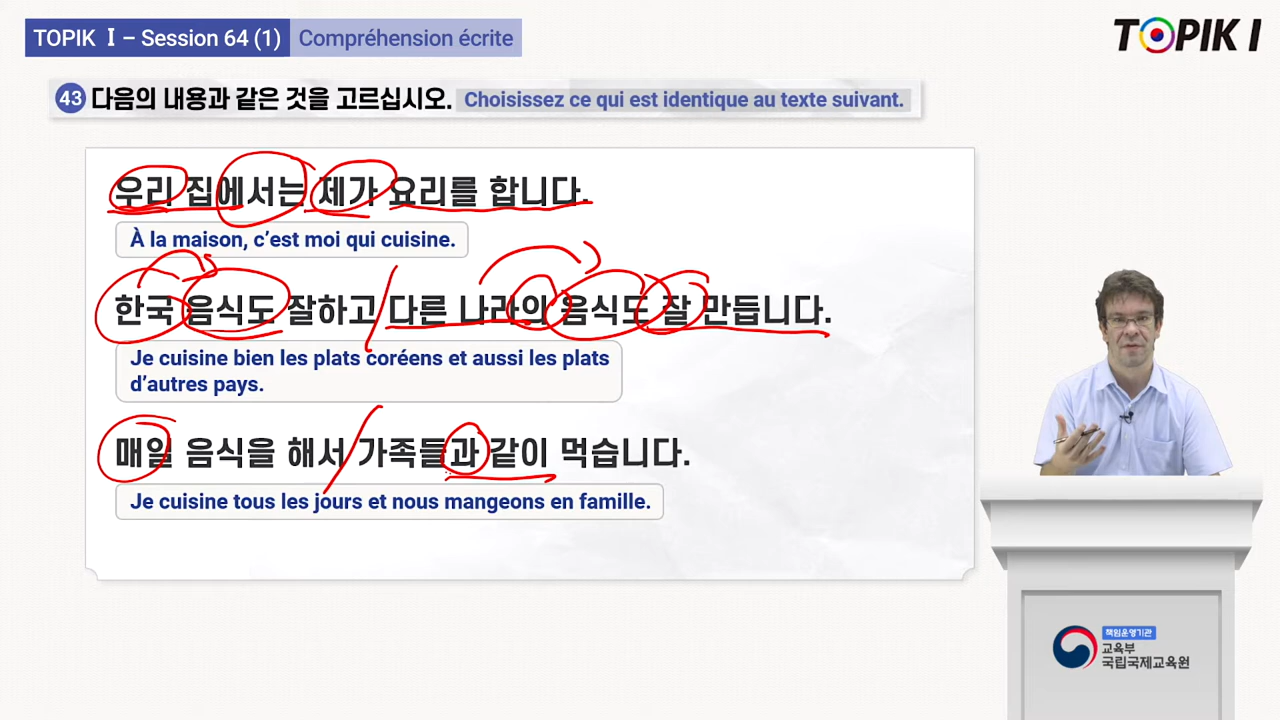 TOPIK Ⅰ – Session 64 (1) Compréhension écrite
TOPIK I
43 다음의 내용과 같은 것을 고르십시오. Choisissez ce qui est identique au texte suivant.
우리 집에서는 제가 요리를 합니다.
À la maison, c’est moi qui cuisine.
한국 음식도 잘하고 다른 나라의 음식도 잘 만듭니다.
Je cuisine bien les plats coréens et aussi les plats
d’autres pays.
매일 음식을 해서 가족들과 같이 먹습니다.
Je cuisine tous les jours et nous mangeons en famille.
책임운영기관
교육부
국립국제교육원